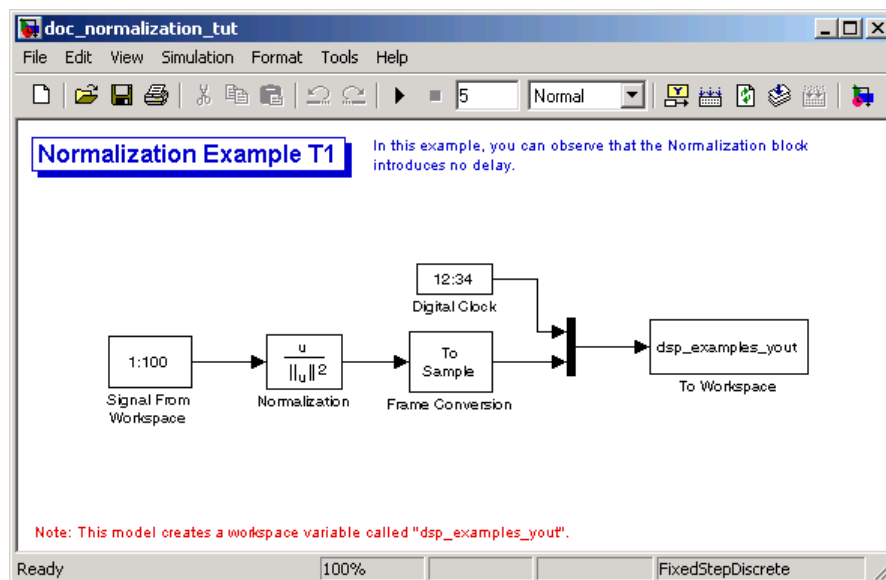 doc_normalization_tut
File Edit View Simulation Format Tools Help
5 Normal
Normalization Example T1
In this example, you can observe that the Normalization block
introduces no delay.
12:34
Digital Clock
1:100
Signal From
Workspace
u
||u||2
Normalization
To
Sample
Frame Conversion
dsp_examples_yout
To Workspace
Note: This model creates a workspace variable called "dsp_examples_yout".
Ready 100% FixedStepDiscrete